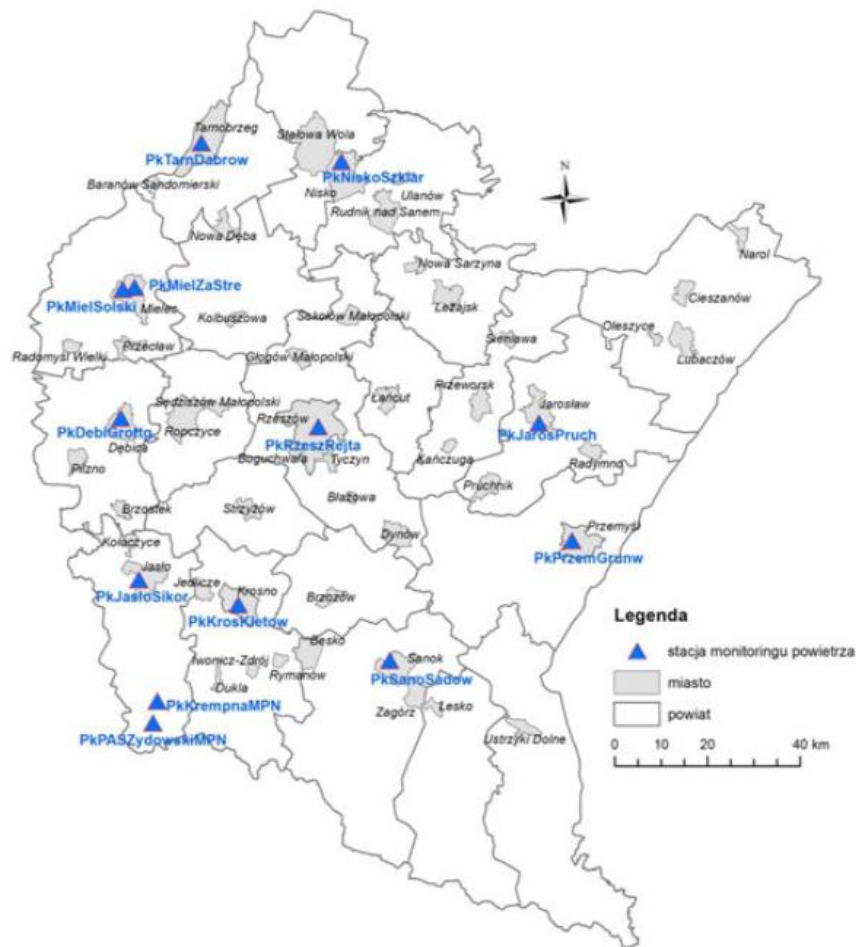 Tarnobrzeg
PkTarnDabrow
Stalowa Wola
PkNiskoSzklar
Baranów Sandomierski
Nisko
Ulanów
Rudnik nad Sanem
N
Nowa Dęba
Narol
Nowa Sarzyna
PkMielZaStre
PkMielSolski
Mielec
Leżajsk
Cieszanów
Kolbuszowa
Sokołów Małopolski
Oleszyce
Sieniawa
Lubaczów
Radomyśl Wielki
Przecław
Głogów Małopolski
Przeworsk
Sędziszów Małopolski
Łańcut
Jarosław
Rzeszów
PkDebiGrottg
Ropczyce
PkRzeszRejta
PkJarosPruch
Dębica
Boguchwała
Tyczyn
Kańczuga
Radymno
Pilzno
Pruchnik
Błażowa
Brzostek
Strzyżów
Dynów
Przemyśl
Kołaczyce
PkPrzemGrunw
Jasło
Jedlicze
Krosno
Brzozów
PkJasloSikor
PkKrosKletow
Legenda
Besko
stacja monitoringu powietrza
Iwonicz-Zdrój
Sanok
Rymanów
PkSanoSadow
miasto
Dukla
PkKrempnaMPN
Zagórz
Lesko
powiat
PkPASZydowskiMPN
Ustrzyki Dolne
0 10 20 40 km